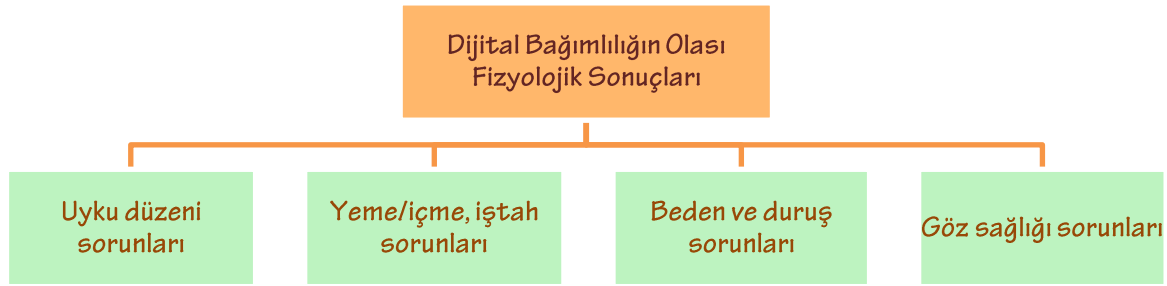 Dijital Bağımlılığın Olası
Fizyolojik Sonuçları
Uyku düzeni
sorunları
Yeme/içme, iştah
sorunları
Beden ve duruş
sorunları
Göz sağlığı sorunları